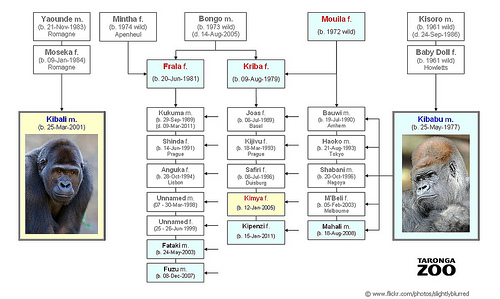 Yaounde m.
(b. 21-Nov-1983)
Romagne
Mintha f.
(b. 1974 wild)
Apenheul
Bongo m.
(b. 1973 wild)
(d. 14-Aug-2005)
Mouila f.
(b. 1972 wild)
Kisoro m.
(b. 1961 wild)
(d. 24-Sep-1986)
Moseka f.
(b. 09-Jan-1984)
Romagne
Frala f.
(b. 20-Jun-1981)
Kriba f.
(b. 09-Aug-1979)
Baby Doll f.
(b. 1961 wild)
Howletts
Kibali m.
(b. 25-Mar-2001)
Kukuma m.
(b. 29-Sep-1989)
(d. 09-Mar-2011)
Joas f.
(b. 08-Jul-1989)
Basel
Bauwi m.
(b. 19-Jul-1990)
Arnhem
Kibabu m.
(b. 25-May-1977)
Shinda f.
(b. 14-Jun-1991)
Prague
Kijivu f.
(b. 18-Mar-1993)
Prague
Haoko m.
(b. 21-Aug-1993)
Tokyo
Anguka f.
(b. 28-Oct-1994)
Lisbon
Safiri f.
(b. 08-Jul-1996)
Duisburg
Shabani m.
(b. 20-Oct-1996)
Nagoya
Unnamed m.
(07 - 30-Mar-1998)
Kimya f.
(b. 12-Jan-2005)
M'Beli f.
(b. 05-Feb-2003)
Melbourne
Unnamed f.
(25 - 26-Jun-1999)
Kipenzi f.
(b. 15-Jan-2011)
Mahali m.
(b. 18-Aug-2008)
Fataki m.
(b. 24-May-2003)
Fuzu m.
(b. 08-Dec-2007)
TARONGA
ZOO
© www.flickr.com/photos/slightlyblurred